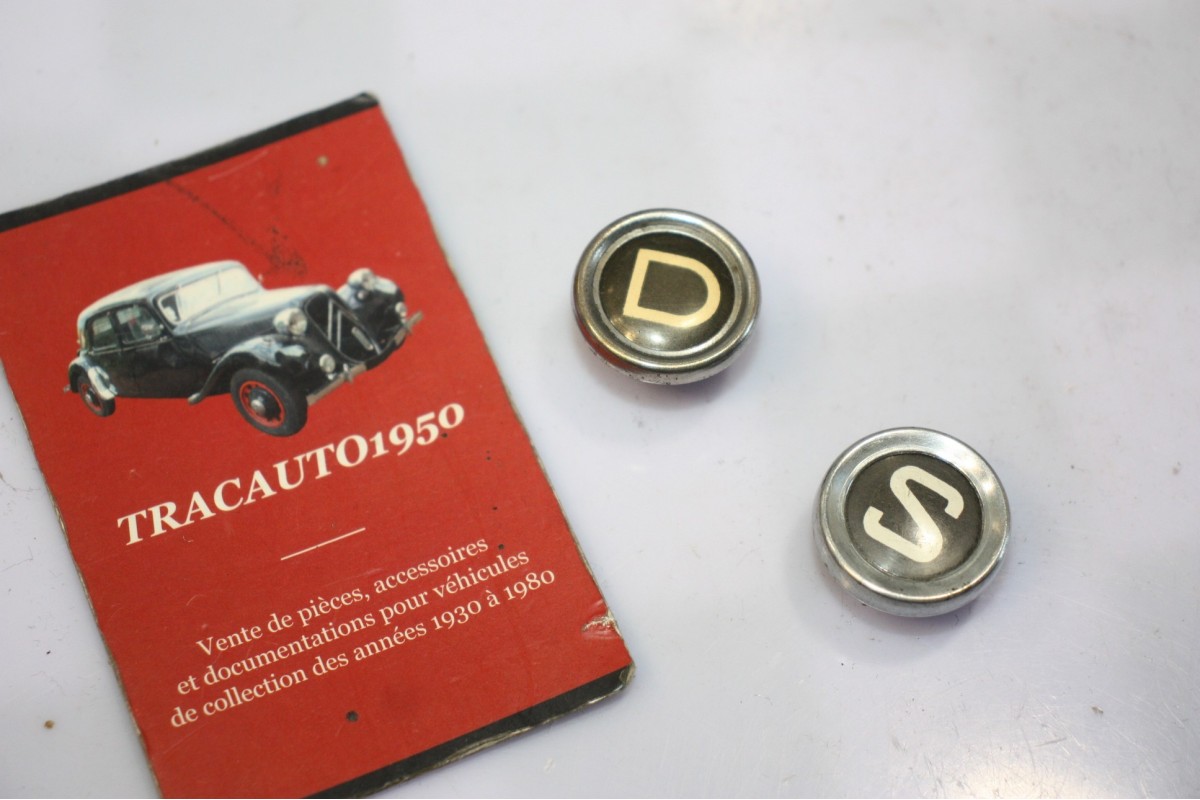 TRACAUTO1950
Vente de pièces, accessoires
et documentations pour véhicules
de collection des années 1930 à 1980
D
S